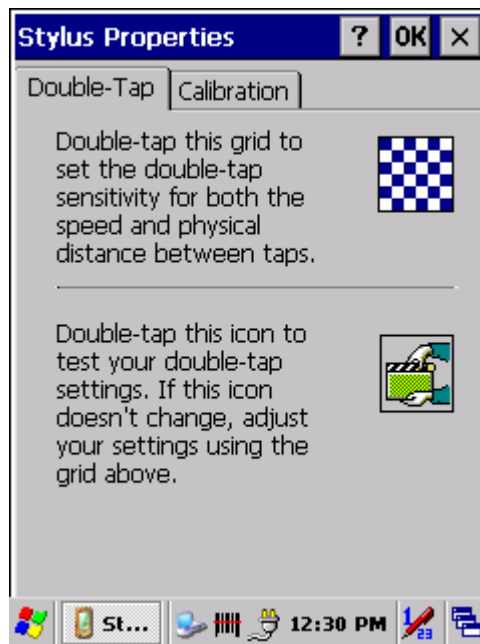 Stylus Properties ? OK ×
Double-Tap Calibration
Double-tap this grid to
set the double-tap
sensitivity for both the
speed and physical
distance between taps.
Double-tap this icon to
test your double-tap
settings. If this icon
doesn't change, adjust
your settings using the
grid above.
St... 12:30 PM 1 23